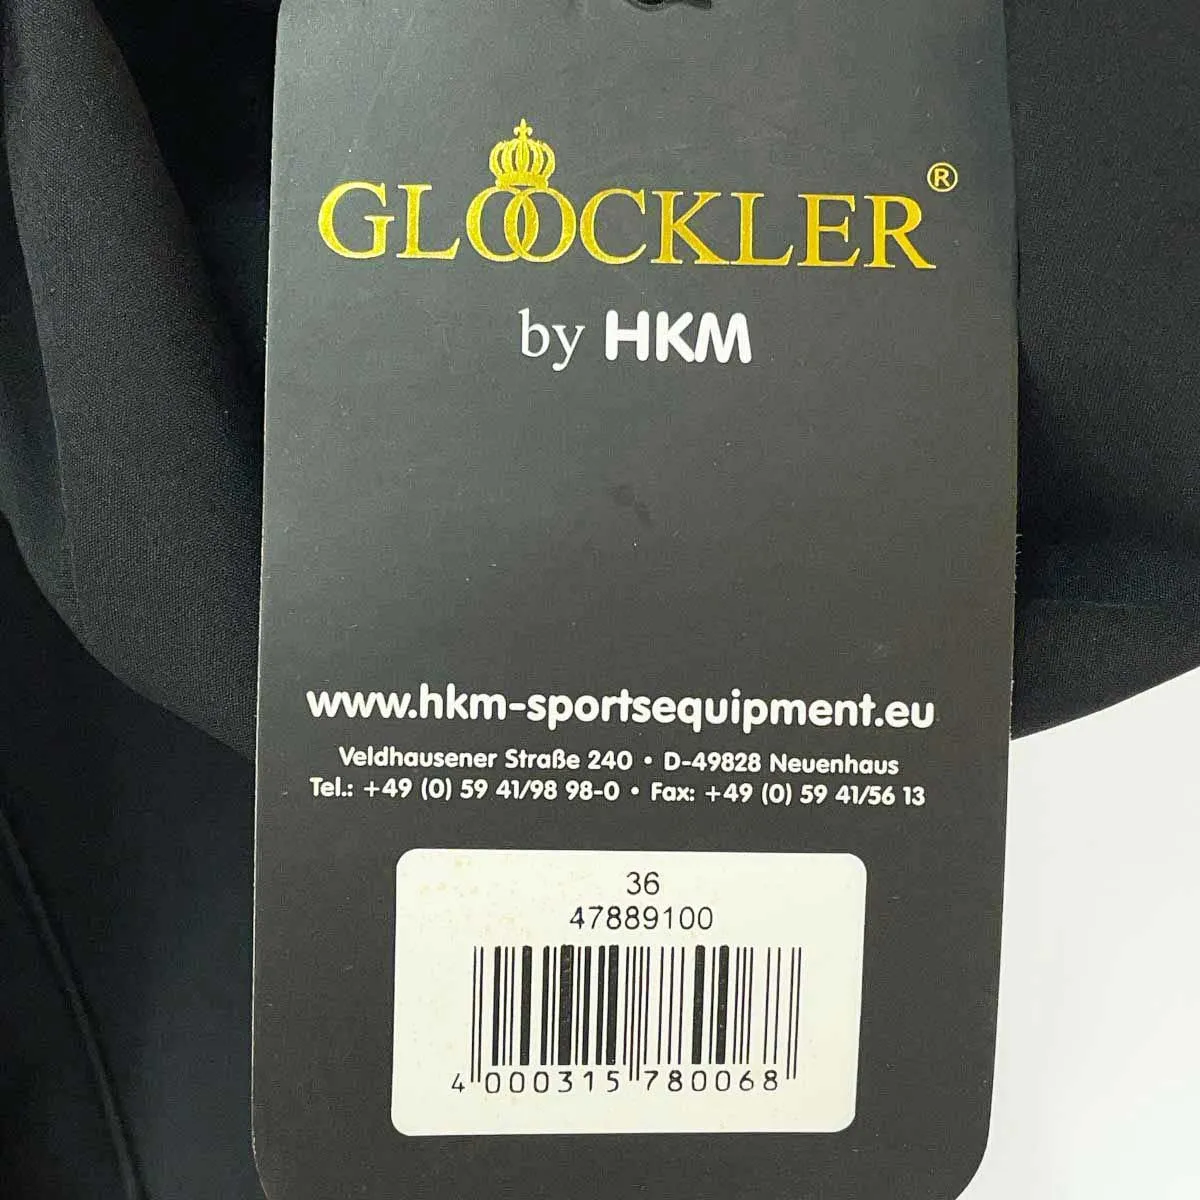 GLOOCKLER®
by HKM
www.hkm-sportsequipment.eu
Veldhausener Straße 240 • D-49828 Neuenhaus
Tel.: +49 (0) 59 41/98 98-0 • Fax: +49 (0) 59 41/56 13
36
47889100
4 000315 780068